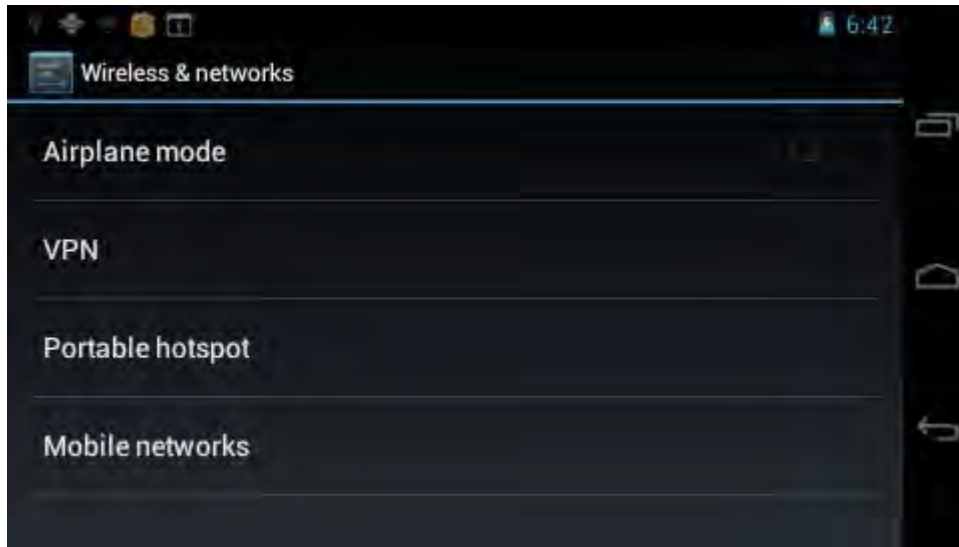 6:42
Wireless & networks
Airplane mode
VPN
Portable hotspot
Mobile networks